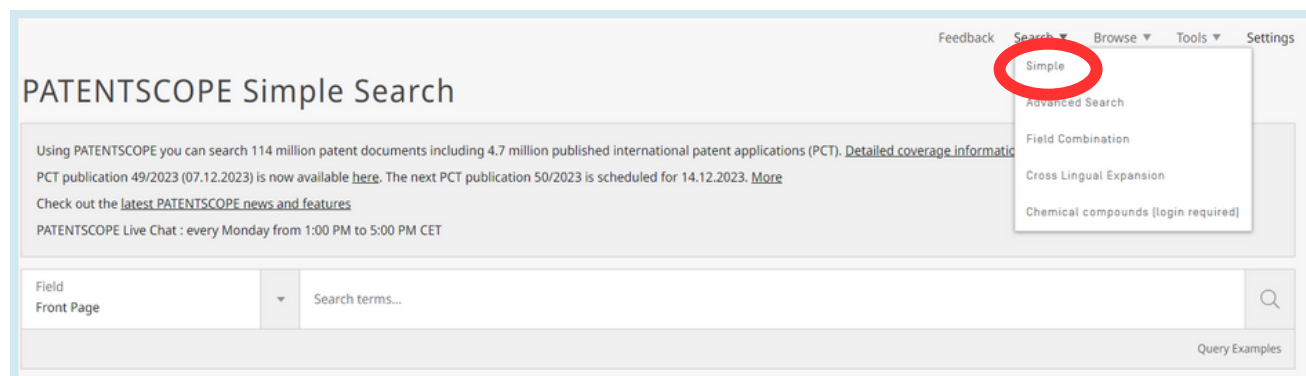 Feedback Search ▼ Browse ▼ Tools ▼ Settings
Simple
Advanced Search
Field Combination
Cross Lingual Expansion
Chemical compounds [login required]
PATENTSCOPE Simple Search
Using PATENTSCOPE you can search 114 million patent documents including 4.7 million published international patent applications (PCT). Detailed coverage
PCT publication 49/2023 (07.12.2023) is now available here. The next PCT publication 50/2023 is scheduled for 14.12.2023. More
Check out the latest PATENTSCOPE news and features
PATENTSCOPE Live Chat : every Monday from 1:00 PM to 5:00 PM CET
Field
Front Page
Search terms...
Query Examples